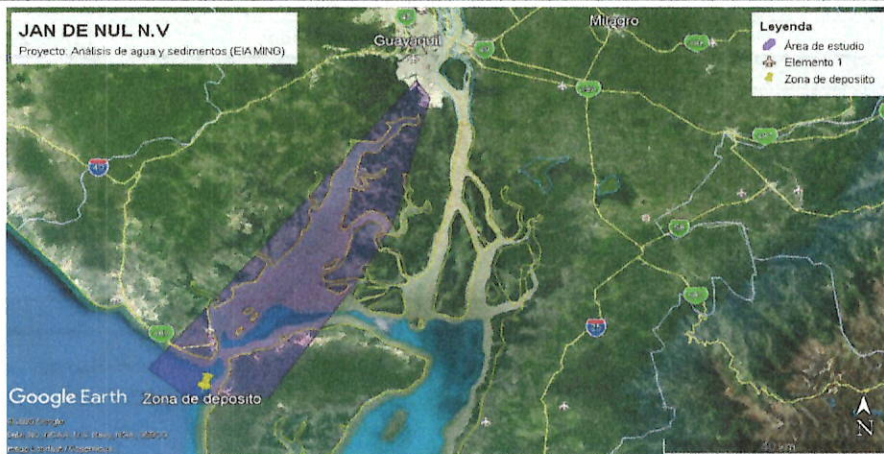 JAN DE NUL N.V
Proyecto: Análisis de agua y sedimentos (EIA MING)
Guayaquil
Milagro
Leyenda
Área de estudio
Elemento 1
Zona de deposito
Zona de deposito
Google Earth
N